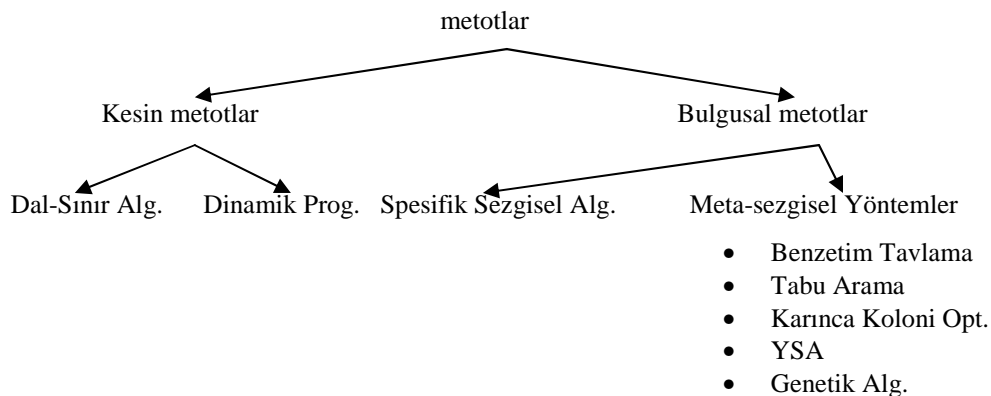 metotlar
Kesin metotlar Bulgusal metotlar
Dal-Sınır Alg. Dinamik Prog. Spesifik Sezgisel Alg. Meta-sezgisel Yöntemler
• Benzetim Tavlama
• Tabu Arama
• Karınca Koloni Opt.
• YSA
• Genetik Alg.